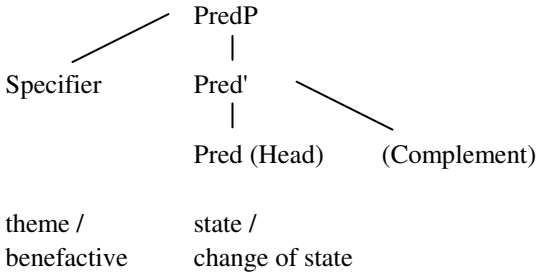 PredP
Specifier Pred'
Pred (Head) (Complement)
theme / state /
benefactive change of state